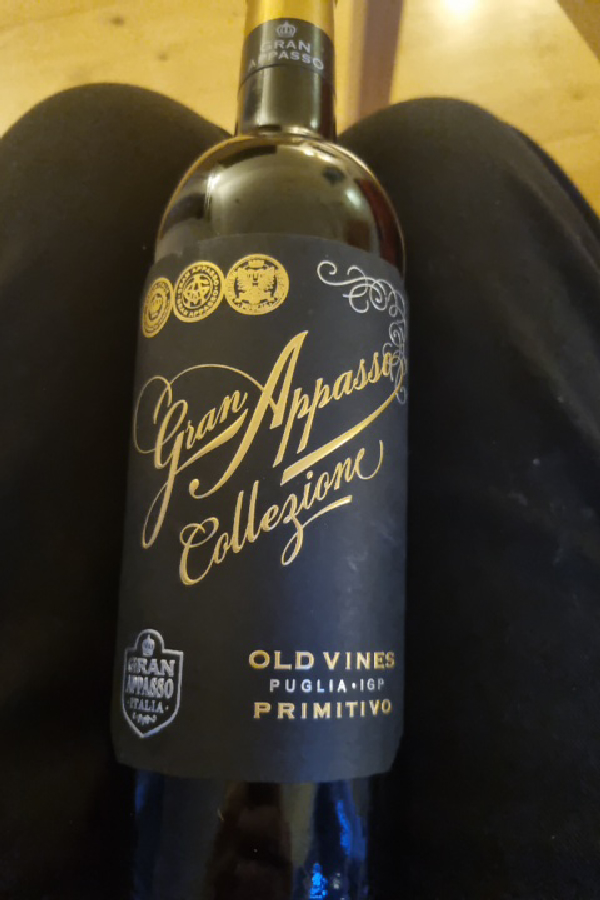 GRAN
APPASSO
Gran Appasso
Collezione
GRAN
APPASSO
ITALIA
OLD VINES
PUGLIA•IGP
PRIMITIVO